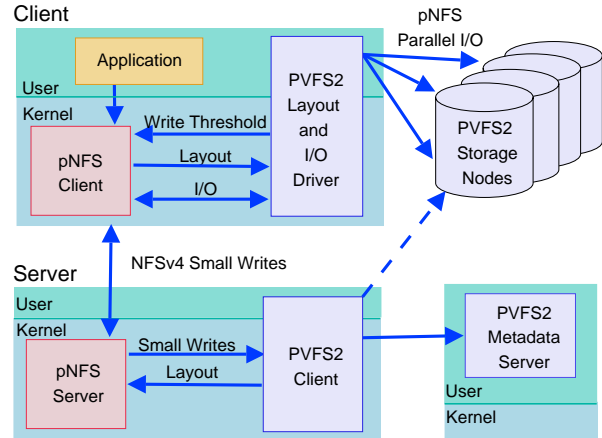 Client
pNFS
Parallel I/O
Application
User
Kernel
PVFS2
Layout
and
I/O
Driver
Write Threshold
Layout
I/O
pNFS
Client
PVFS2
Storage
Nodes
NFSv4 Small Writes
Server
User
Kernel
pNFS
Server
Small Writes
Layout
PVFS2
Client
PVFS2
Metadata
Server
User
Kernel